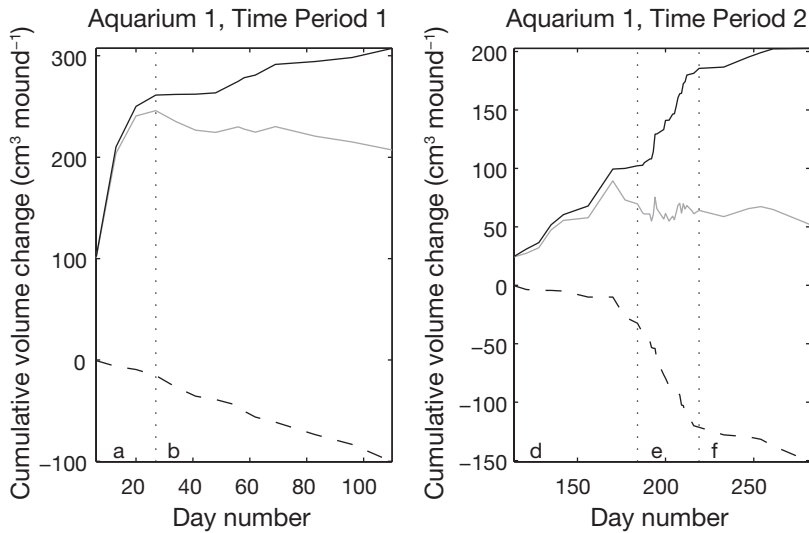 Aquarium 1, Time Period 1
Cumulative volume change (cm³ mound⁻¹)
300
200
100
0
−100
a
b
20
40
60
80
100
Day number
Aquarium 1, Time Period 2
Cumulative volume change (cm³ mound⁻¹)
200
150
100
50
0
−50
−100
−150
d
e
f
150
200
250
Day number